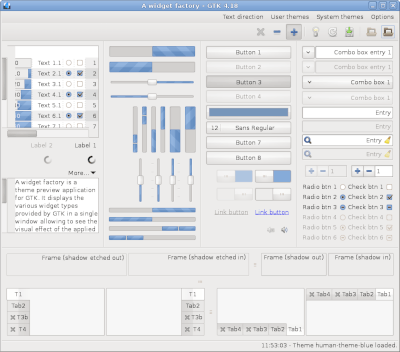 A widget factory – GTK 4.18
Text direction User themes System themes Options
Text 1.1 1
Text 2.1 2
Text 3.1 3
Text 4.1 4
Text 5.1 5
Text 6.1 6
Text 7.1 7
Label 2 Label 1
More...
A widget factory is a
theme preview application
for GTK. It displays the
various widget types
provided by GTK in a single
window allowing to see the
visual effect of the applied
Button 1
Button 2
Button 3
Button 4
12 Sans Regular
Button 7
Button 8
Link button Link button
Combo box entry 1
Combo box entry 1
Combo box 1
Combo box 1
Entry
Entry
Entry
Entry
1 1
Radio btn 1 Check btn 1
Radio btn 2 Check btn 2
Radio btn 3 Check btn 3
Radio btn 4 Check btn 4
Radio btn 5 Check btn 5
Radio btn 6 Check btn 6
Frame (shadow etched out) Frame (shadow etched in) Frame (shadow out) Frame (shadow in)
T1
Tab2
T3b
T4
T1
Tab2
T3b
T4
Tab4 Tab3 Tab2 Tab1
Tab4 Tab3 Tab2 Tab1
11:53:03 - Theme human-theme-blue loaded.